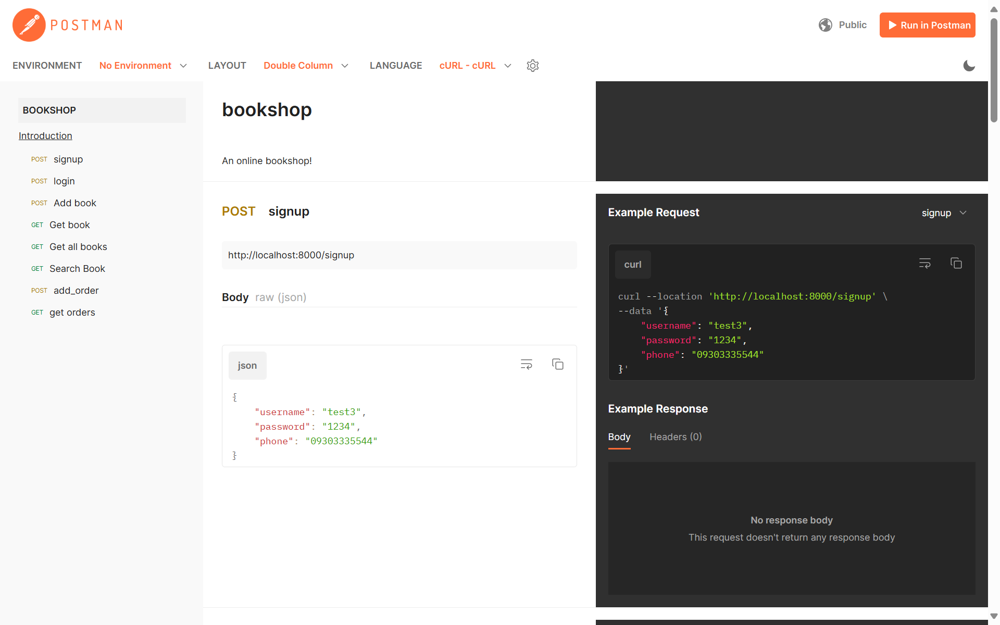 POSTMAN
Public
Run in Postman
ENVIRONMENT No Environment LAYOUT Double Column LANGUAGE cURL - cURL
BOOKSHOP
Introduction
POST signup
POST login
POST Add book
GET Get book
GET Get all books
GET Search Book
POST add_order
GET get orders
bookshop
An online bookshop!
POST signup
http://localhost:8000/signup
Body raw (json)
json
{
    "username": "test3",
    "password": "1234",
    "phone": "09303335544"
}
Example Request
signup
curl
curl --location 'http://localhost:8000/signup' \
--data '{
    "username": "test3",
    "password": "1234",
    "phone": "09303335544"
}'
Example Response
Body Headers (0)
No response body
This request doesn't return any response body